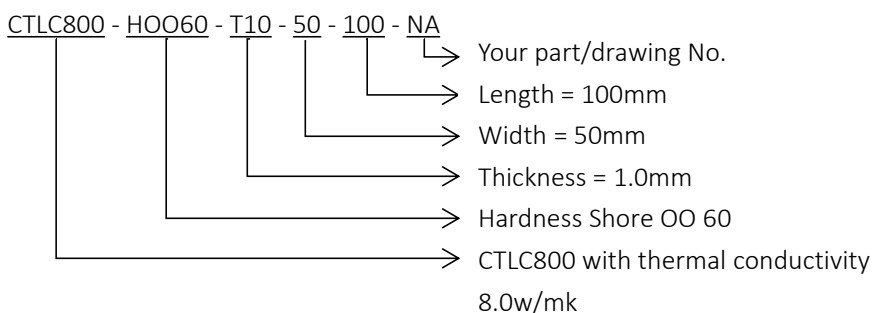 CTLC800 - HOO60 - T10 - 50 - 100 - NA
Your part/drawing No.
Length = 100mm
Width = 50mm
Thickness = 1.0mm
Hardness Shore OO 60
CTLC800 with thermal conductivity
8.0w/mk